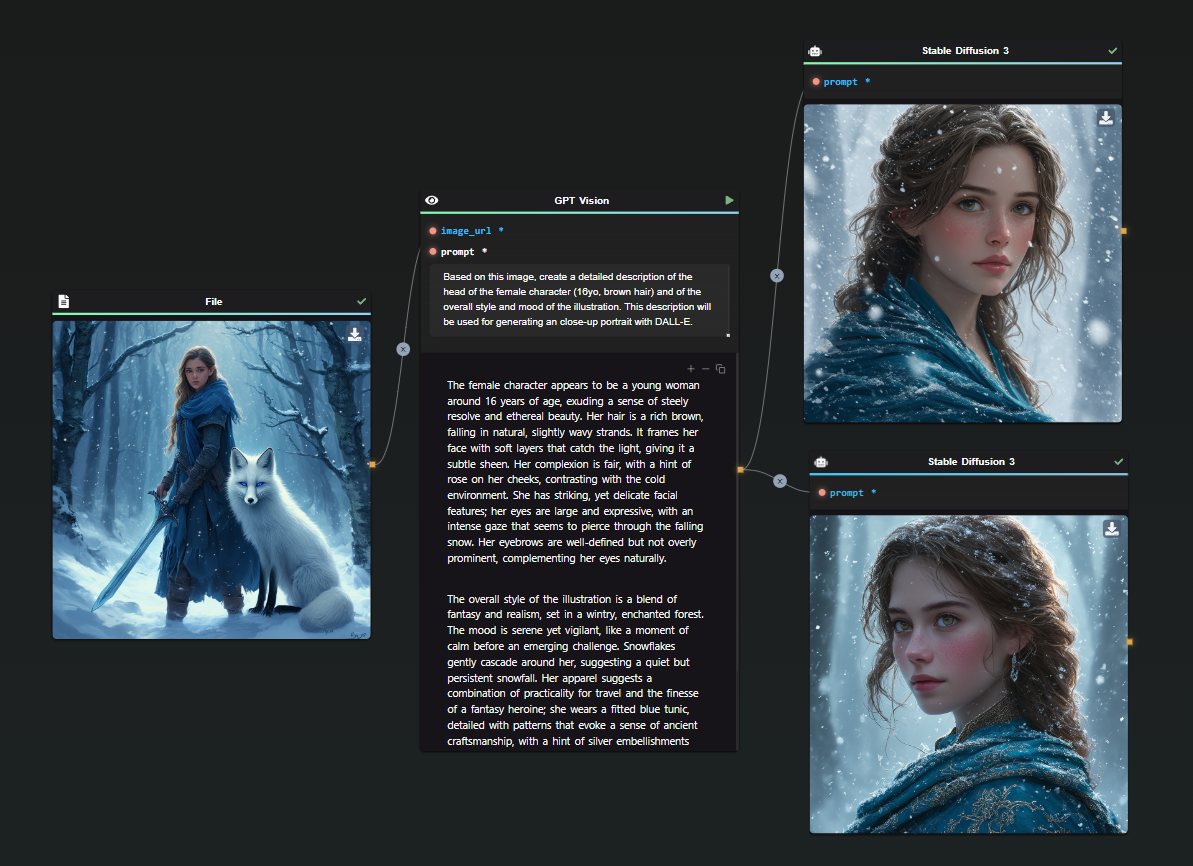 File
GPT Vision
image_url *
prompt *
Based on this image, create a detailed description of the
head of the female character (16yo, brown hair) and of the
overall style and mood of the illustration. This description will
be used for generating an close-up portrait with DALL-E.
The female character appears to be a young woman
around 16 years of age, exuding a sense of steely
resolve and ethereal beauty. Her hair is a rich brown,
falling in natural, slightly wavy strands. It frames her
face with soft layers that catch the light, giving it a
subtle sheen. Her complexion is fair, with a hint of
rose on her cheeks, contrasting with the cold
environment. She has striking, yet delicate facial
features; her eyes are large and expressive, with an
intense gaze that seems to pierce through the falling
snow. Her eyebrows are well-defined but not overly
prominent, complementing her eyes naturally.
The overall style of the illustration is a blend of
fantasy and realism, set in a wintry, enchanted forest.
The mood is serene yet vigilant, like a moment of
calm before an emerging challenge. Snowflakes
gently cascade around her, suggesting a quiet but
persistent snowfall. Her apparel suggests a
combination of practicality for travel and the finesse
of a fantasy heroine; she wears a fitted blue tunic,
detailed with patterns that evoke a sense of ancient
craftsmanship, with a hint of silver embellishments
Stable Diffusion 3
prompt *
Stable Diffusion 3
prompt *